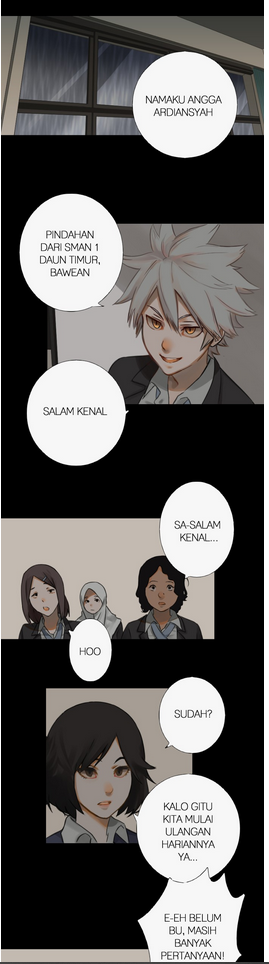 NAMAKU ANGGA
ARDIANSYAH
PINDAHAN
DARI SMAN 1
DAUN TIMUR,
BAWEAN
SALAM KENAL
SA-SALAM
KENAL...
HOO
SUDAH?
KALO GITU
KITA MULAI
ULANGAN
HARIANNYA
YA...
E-EH BELUM
BU, MASIH
BANYAK
PERTANYAAN!